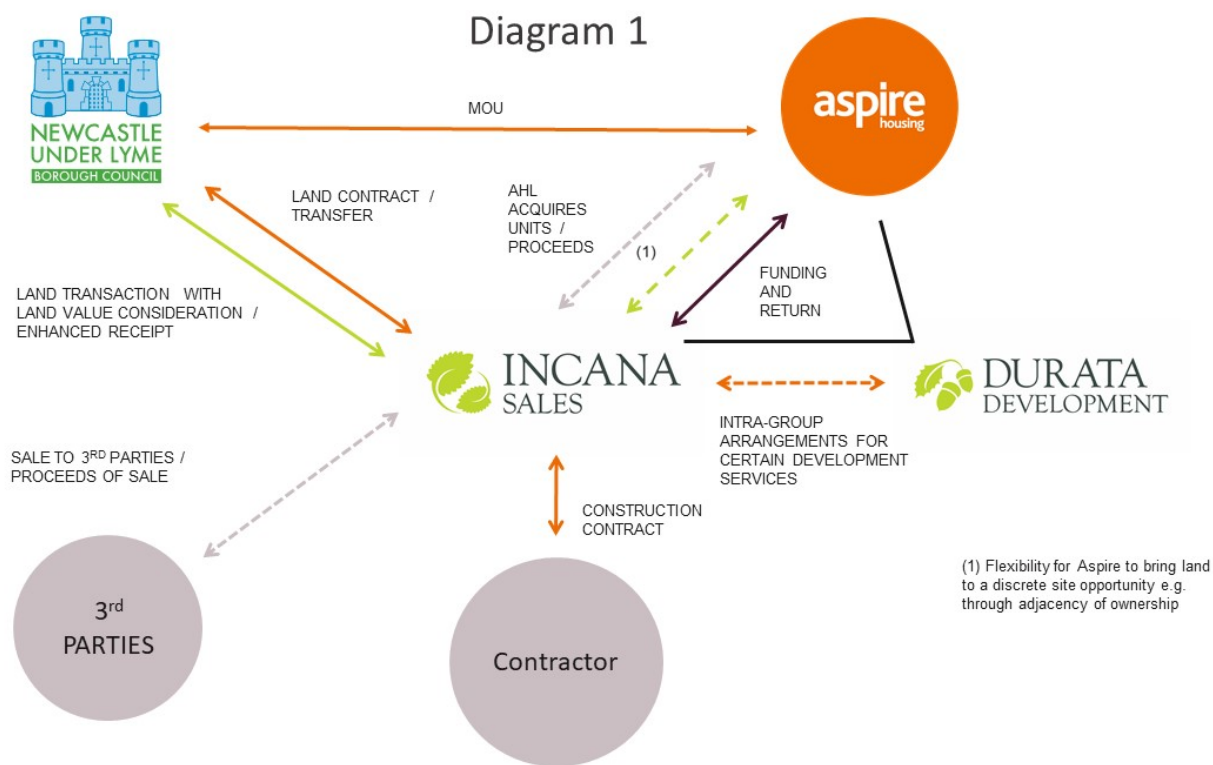 Diagram 1
NEWCASTLE
UNDER LYME
BOROUGH COUNCIL
MOU
aspire
housing
LAND CONTRACT /
TRANSFER
AHL
ACQUIRES
UNITS /
PROCEEDS
(1)
FUNDING
AND
RETURN
LAND TRANSACTION WITH
LAND VALUE CONSIDERATION /
ENHANCED RECEIPT
INCANA
SALES
DURATA
DEVELOPMENT
INTRA-GROUP
ARRANGEMENTS FOR
CERTAIN DEVELOPMENT
SERVICES
SALE TO 3RD PARTIES /
PROCEEDS OF SALE
CONSTRUCTION
CONTRACT
3rd
PARTIES
Contractor
(1) Flexibility for Aspire to bring land
to a discrete site opportunity e.g.
through adjacency of ownership